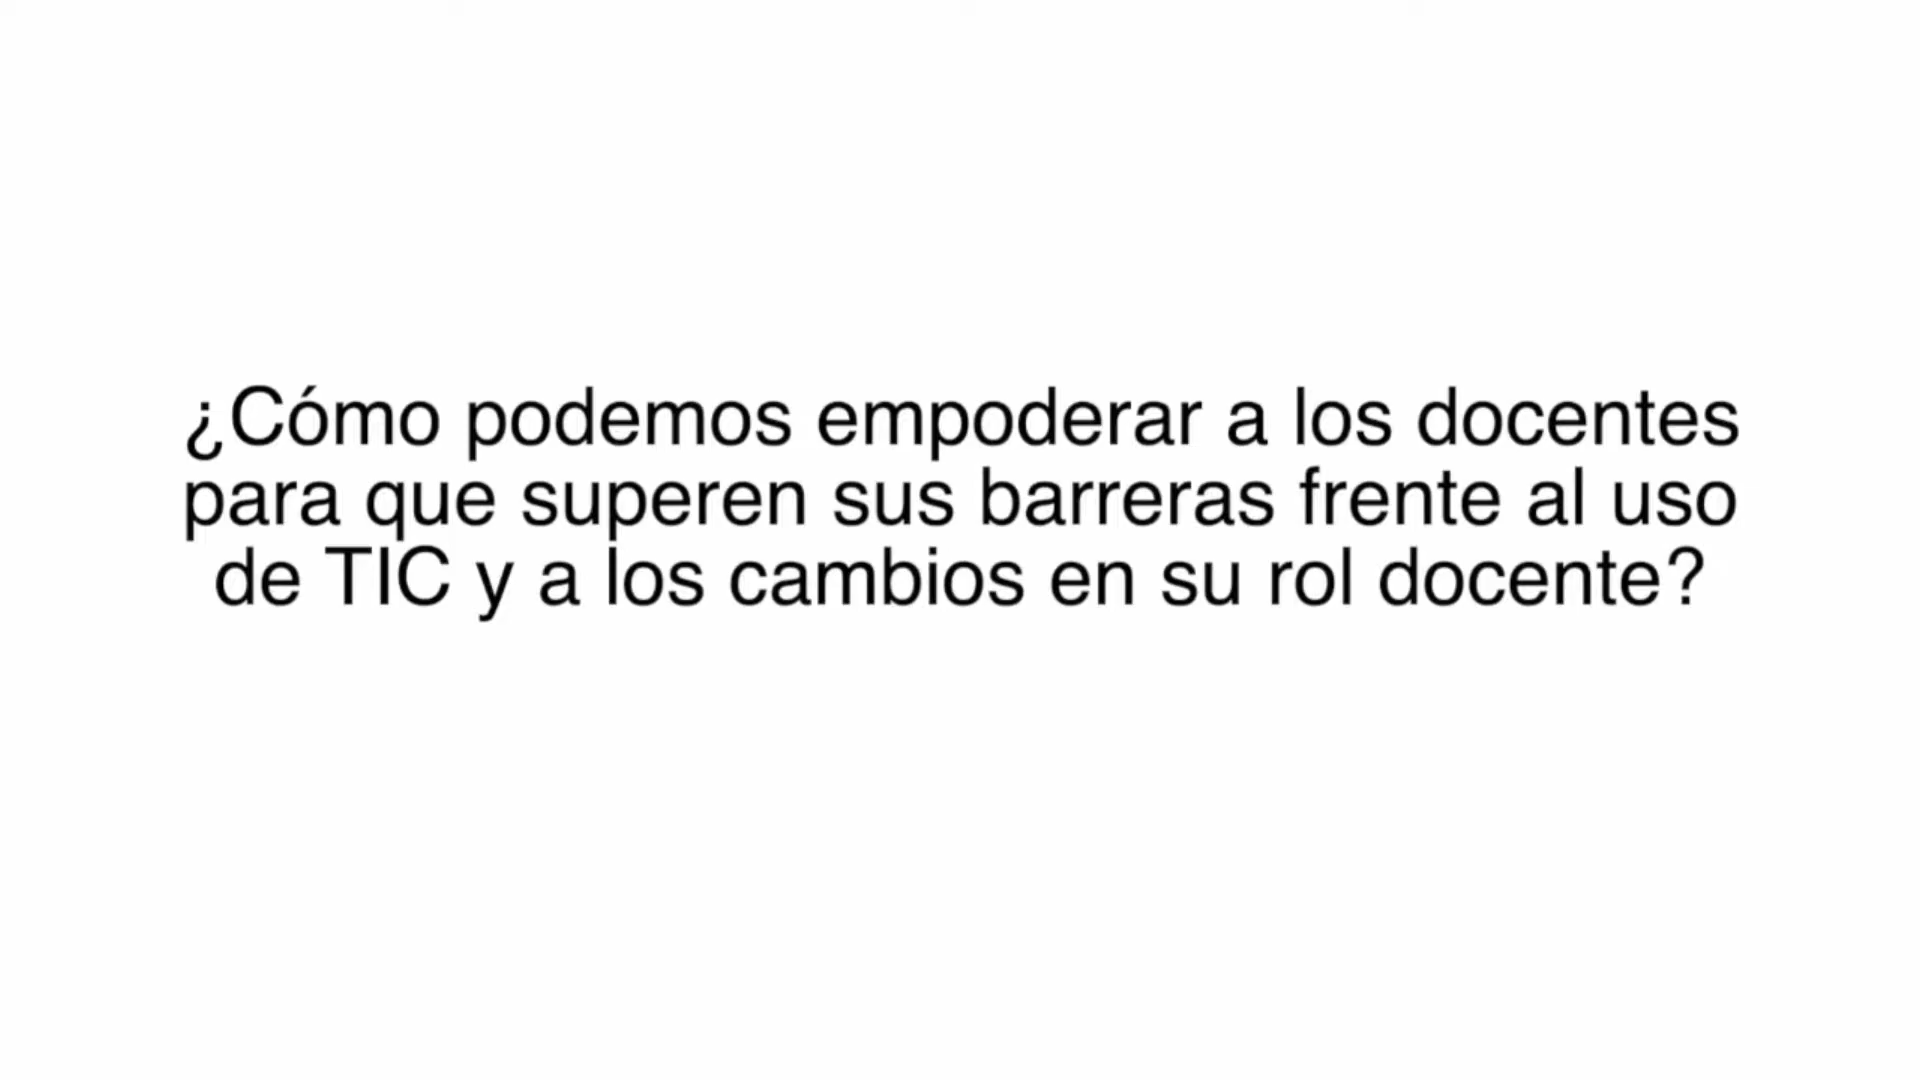 ¿Cómo podemos empoderar a los docentes
para que superen sus barreras frente al uso
de TIC y a los cambios en su rol docente?